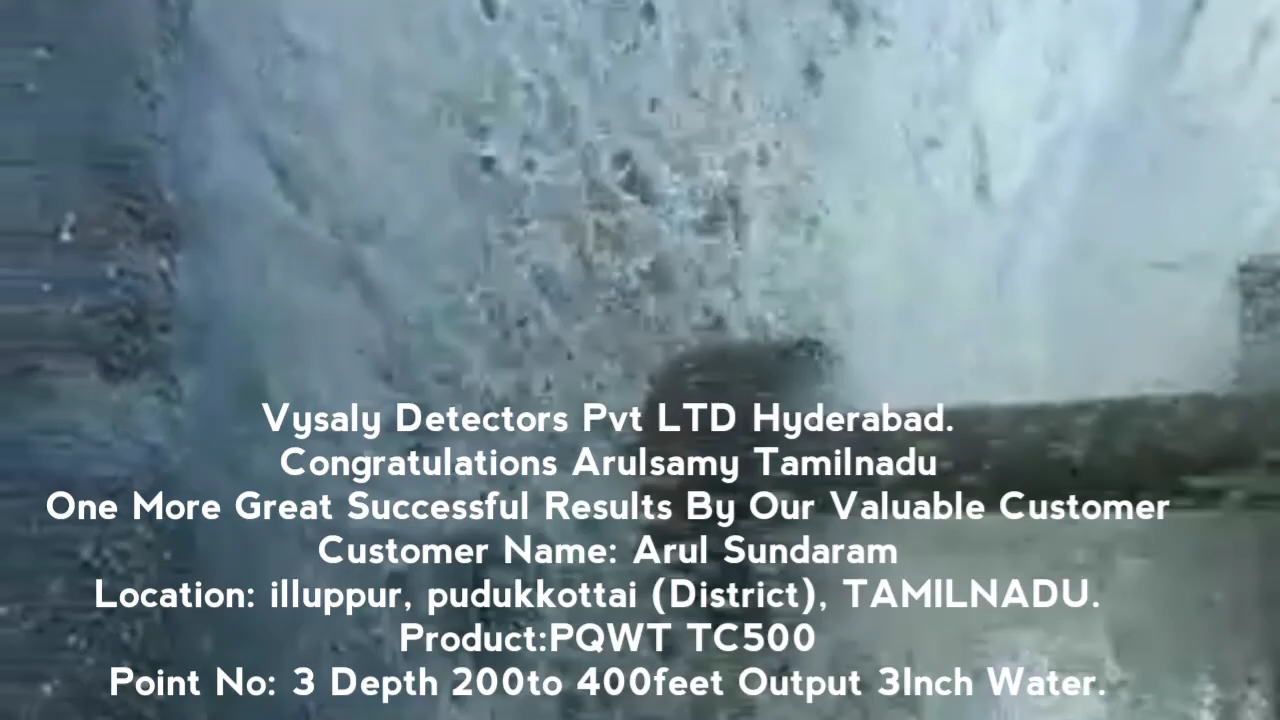 Vysaly Detectors Pvt LTD Hyderabad.
Congratulations Arulsamy Tamilnadu
One More Great Successful Results By Our Valuable Customer
Customer Name: Arul Sundaram
Location: illuppur, pudukkottai (District), TAMILNADU.
Product:PQWT TC500
Point No: 3 Depth 200to 400feet Output 3Inch Water.